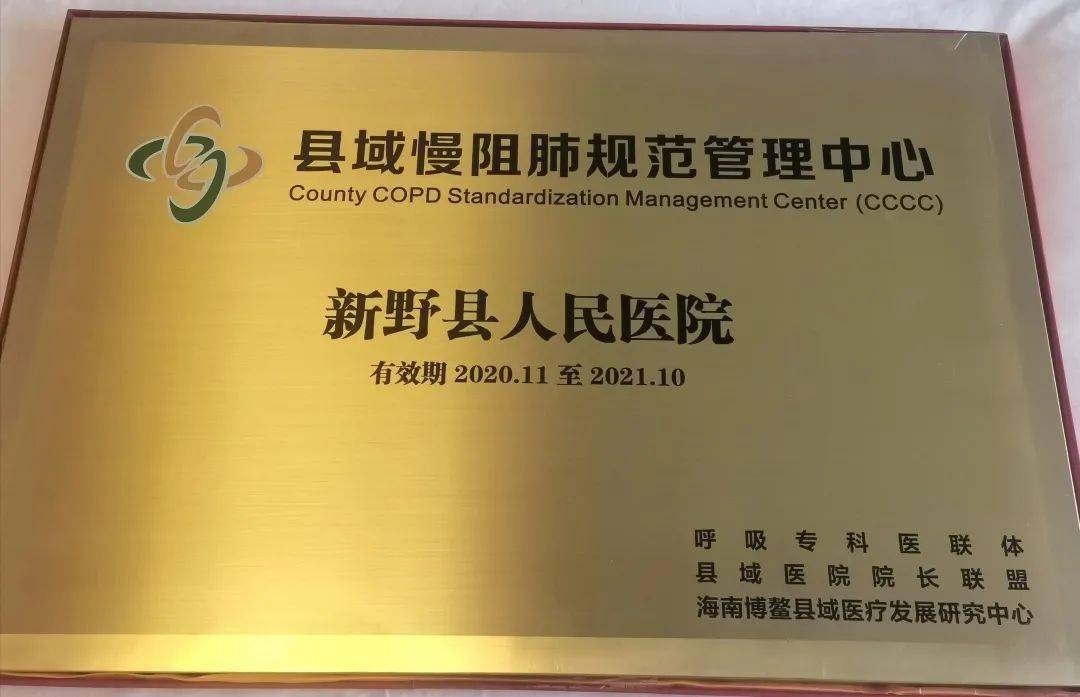 县域慢阻肺规范管理中心
County COPD Standardization Management Center (CCCC)
新野县人民医院
有效期 2020.11 至 2021.10
呼吸专科医联体
县域医院院长联盟
海南博鳌县域医疗发展研究中心